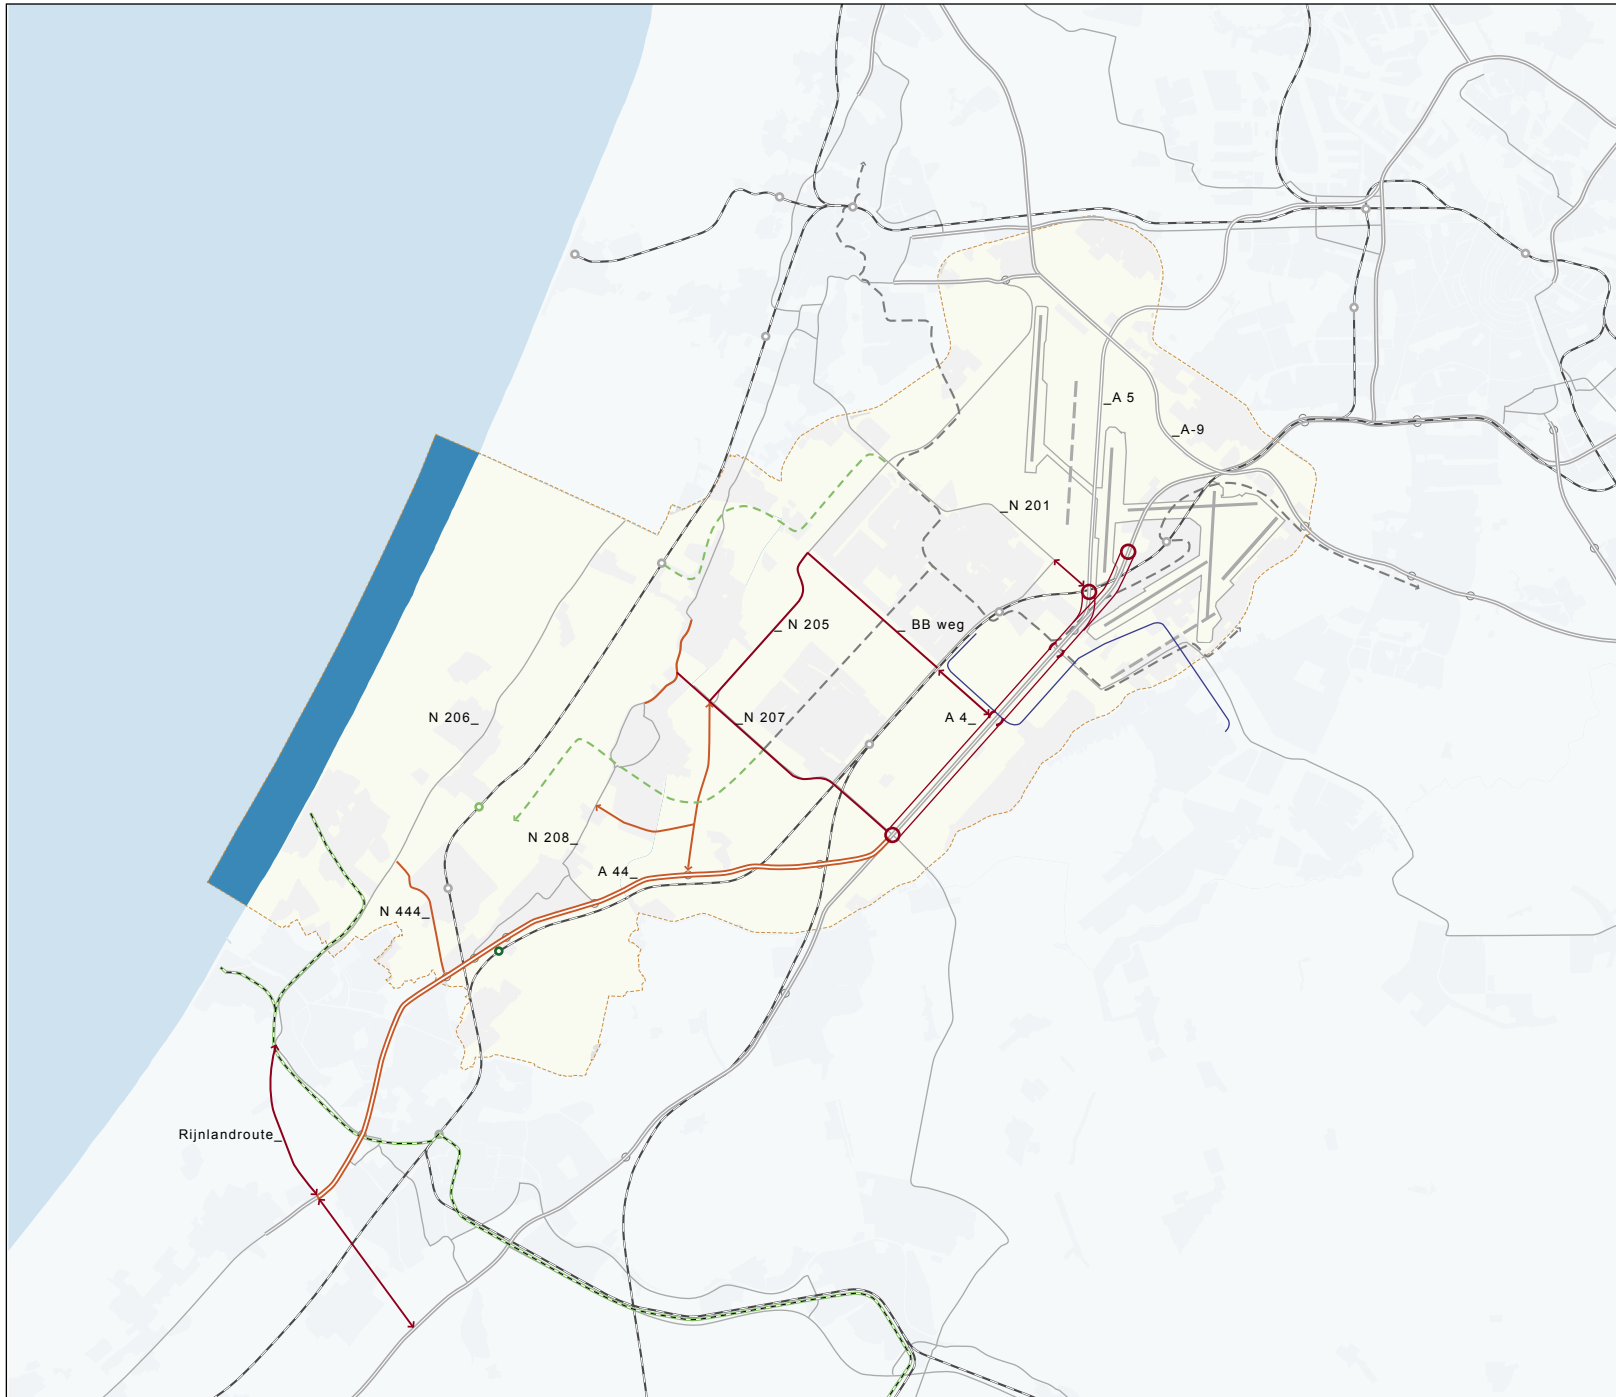 _A 5
_A-9
_N 201
_ N 205
_ BB weg
N 206_
_N 207
A 4_
N 208_
A 44_
N 444_
Rijnlandroute_